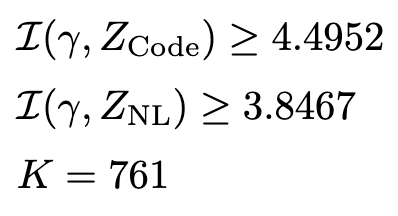 ℐ(γ, Z_Code) ≥ 4.4952
ℐ(γ, Z_NL) ≥ 3.8467
K = 761